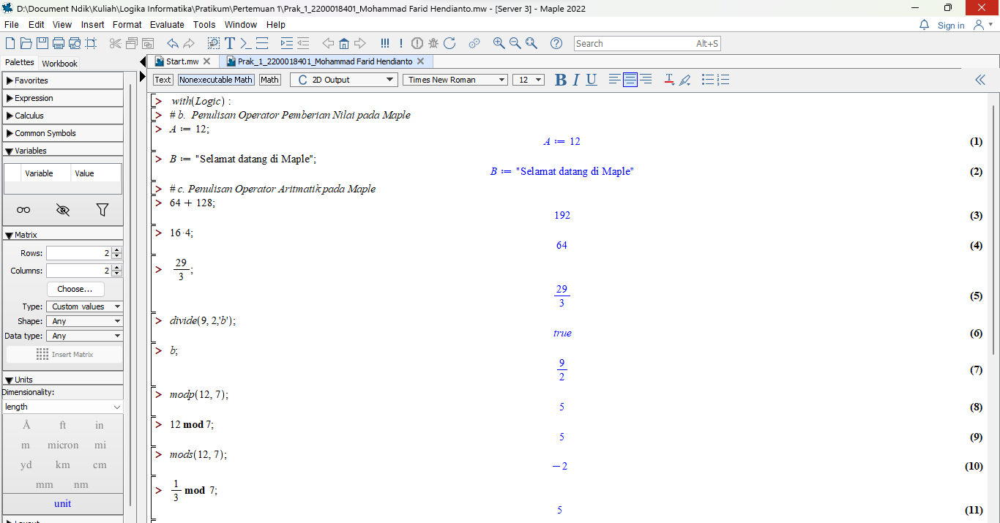 D:\Document Ndik\Kuliah\Logika Informatika\Pratikum\Pertemuan 1\Prak_1_2200018401_Mohammad Farid Hendianto.mw - [Server 3] - Maple 2022
File Edit View Insert Format Evaluate Tools Window Help
Sign in
Search Alt+S
Palettes Workbook
Start.mw Prak_1_2200018401_Mohammad Farid Hendianto
Text Nonexecutable Math Math C 2D Output Times New Roman 12 B I U
Favorites
Expression
Calculus
Common Symbols
Variables
Variable Value
Matrix
Rows: 2
Columns: 2
Choose...
Type: Custom values
Shape: Any
Data type: Any
Insert Matrix
Units
Dimensionality:
length
Å ft in
m micron mi
yd km cm
mm nm
unit
> with(Logic) :
> # b. Penulisan Operator Pemberian Nilai pada Maple
> A := 12;
A := 12 (1)
> B := "Selamat datang di Maple";
B := "Selamat datang di Maple" (2)
> # c. Penulisan Operator Aritmatik pada Maple
> 64 + 128;
192 (3)
> 16·4;
64 (4)
> 29/3;
29/3 (5)
> divide(9, 2,'b');
true (6)
> b;
9/2 (7)
> modp(12, 7);
5 (8)
> 12 mod 7;
5 (9)
> mods(12, 7);
−2 (10)
> 1/3 mod 7;
5 (11)